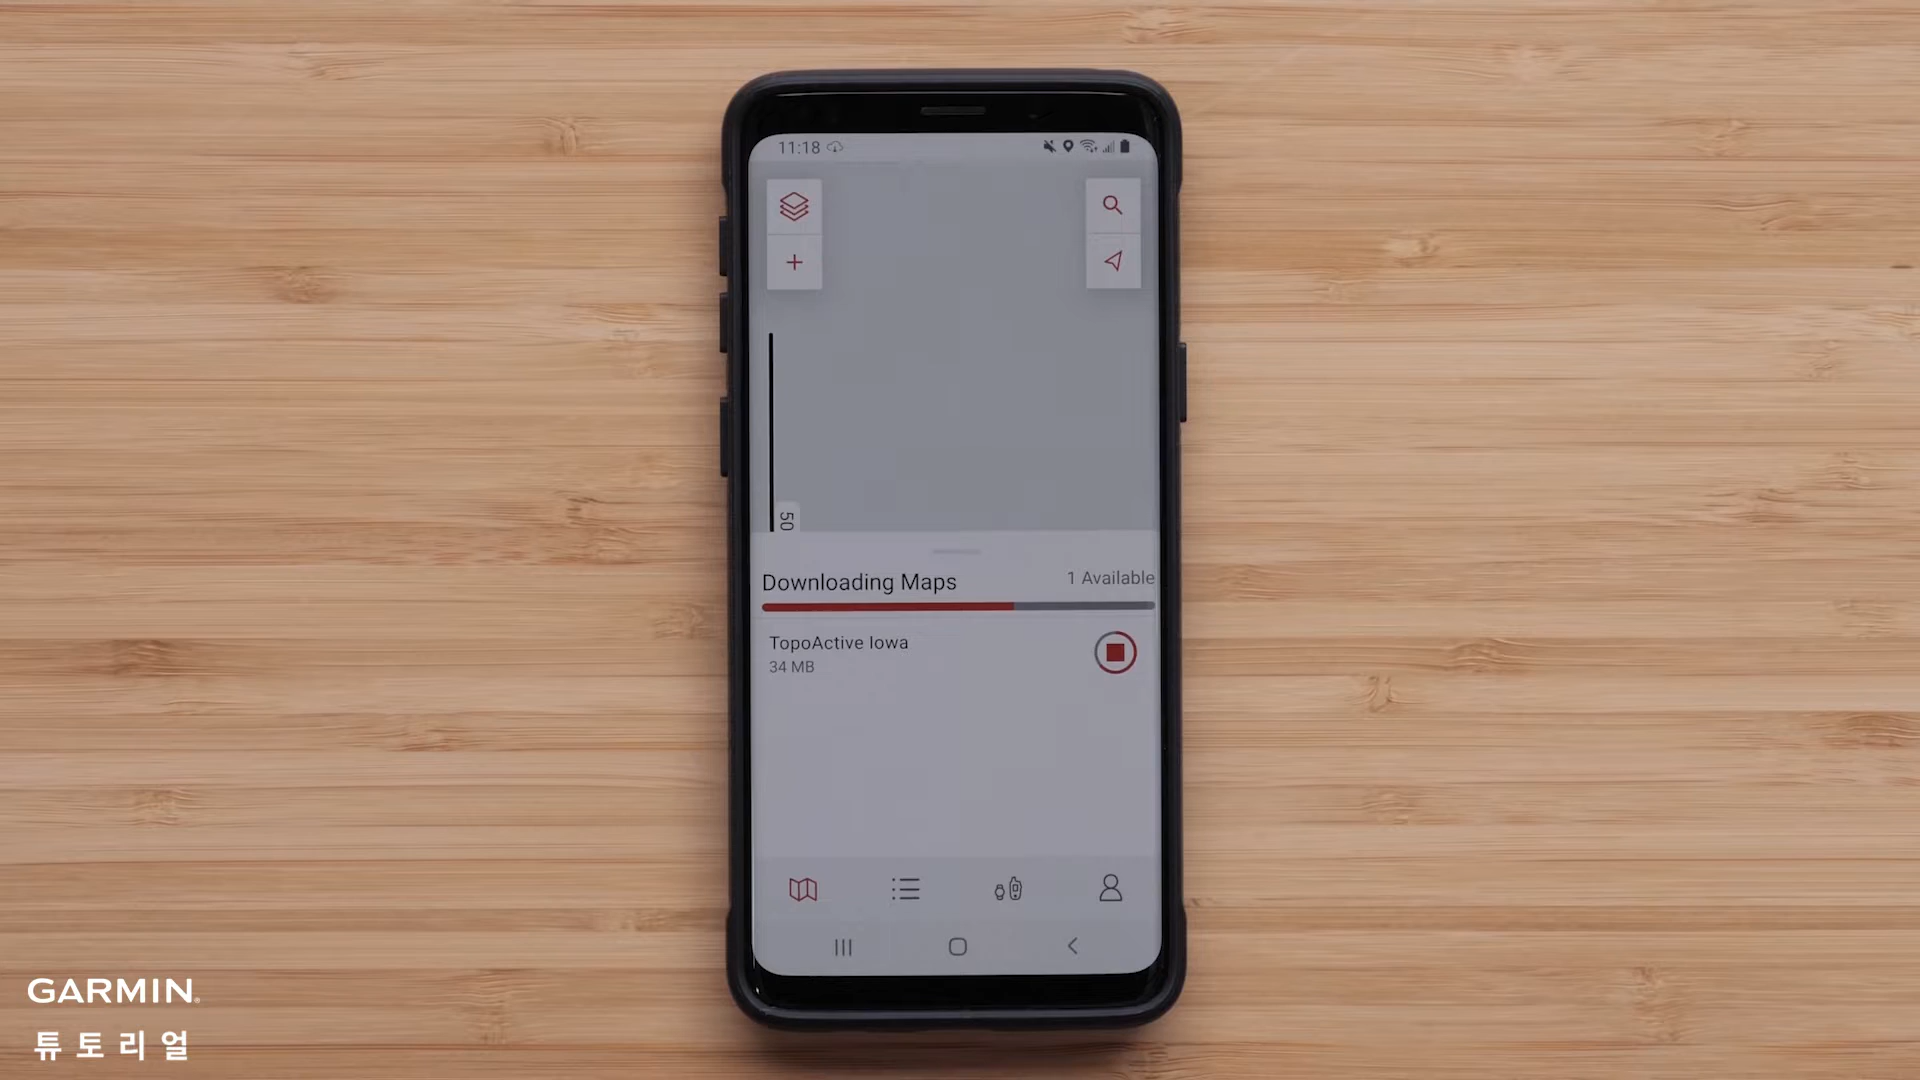 11:18
50
Downloading Maps
1 Available
TopoActive Iowa
34 MB
GARMIN
튜토리얼